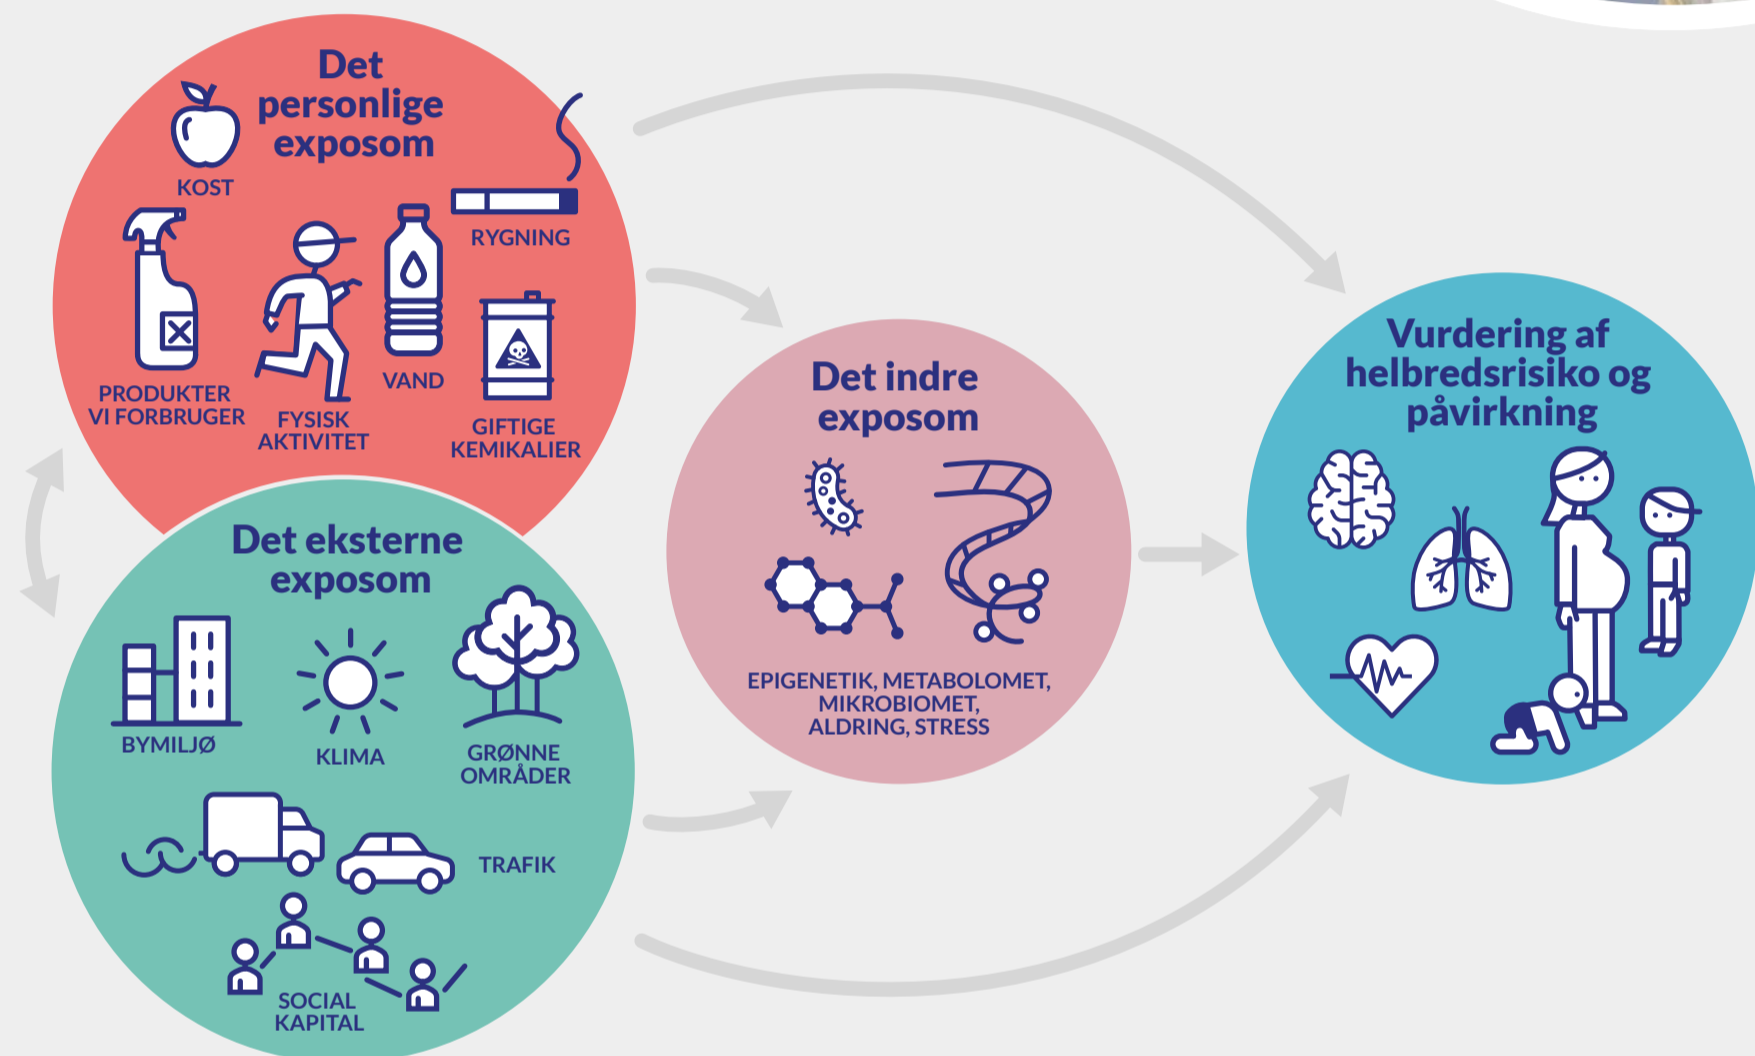 Det
personlige
exposom
KOST
RYGNING
PRODUKTER
VI FORBRUGER
FYSISK
AKTIVITET
VAND
GIFTIGE
KEMIKALIER
Det eksterne
exposom
BYMILJØ
KLIMA
GRØNNE
OMRÅDER
TRAFIK
SOCIAL
KAPITAL
Det indre
exposom
EPIGENETIK, METABOLOMET,
MIKROBIOMET,
ALDRING, STRESS
Vurdering af
helbredsrisiko og
påvirkning